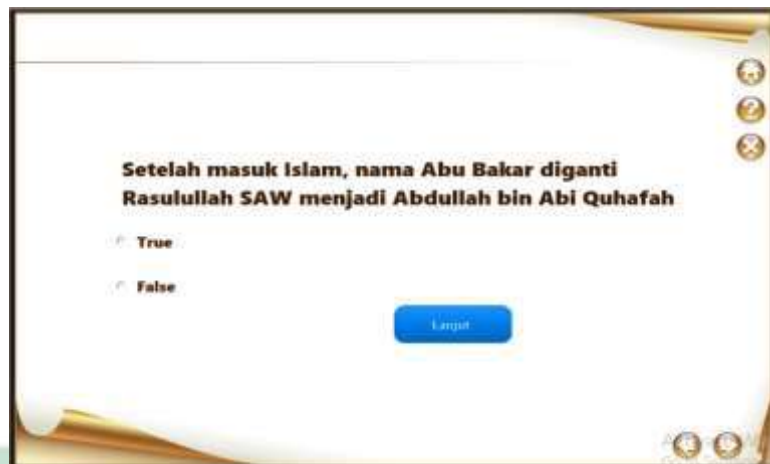 Setelah masuk Islam, nama Abu Bakar diganti
Rasulullah SAW menjadi Abdullah bin Abi Quhafah
True
False
Lanjut